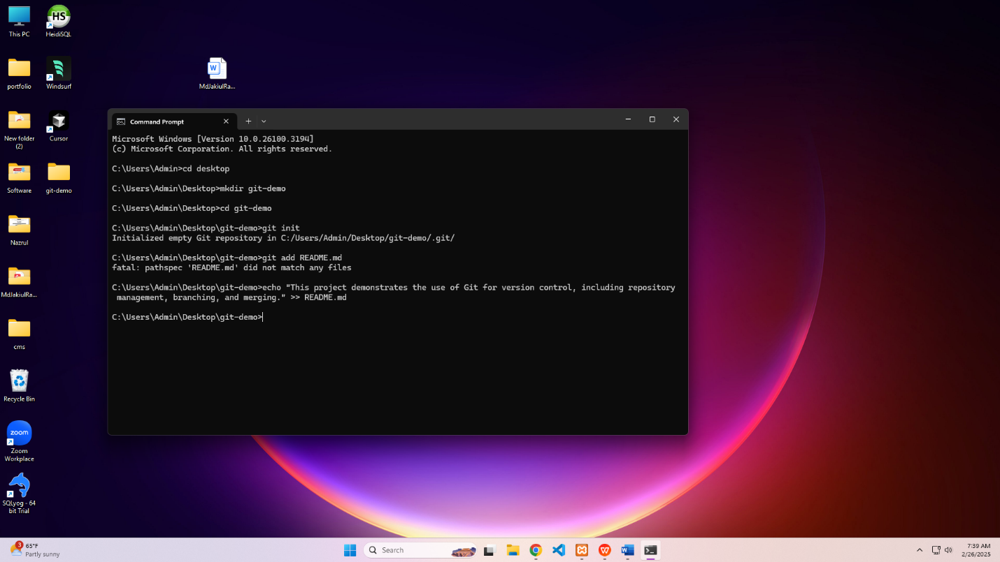 This PC
HeidiSQL
portfolio
Windsurf
MdJakiulRa...
New folder
(2)
Cursor
Software
git-demo
Nazrul
MdJakiulRa...
cms
Recycle Bin
zoom
Zoom
Workplace
SQLyog - 64
bit Trial
Command Prompt
Microsoft Windows [Version 10.0.26100.3194]
(c) Microsoft Corporation. All rights reserved.
C:\Users\Admin>cd desktop
C:\Users\Admin\Desktop>mkdir git-demo
C:\Users\Admin\Desktop>cd git-demo
C:\Users\Admin\Desktop\git-demo>git init
Initialized empty Git repository in C:/Users/Admin/Desktop/git-demo/.git/
C:\Users\Admin\Desktop\git-demo>git add README.md
fatal: pathspec 'README.md' did not match any files
C:\Users\Admin\Desktop\git-demo>echo "This project demonstrates the use of Git for version control, including repository
management, branching, and merging." >> README.md
C:\Users\Admin\Desktop\git-demo>
3
65°F
Partly sunny
Search
7:39 AM
2/26/2025
HS
W
W
W